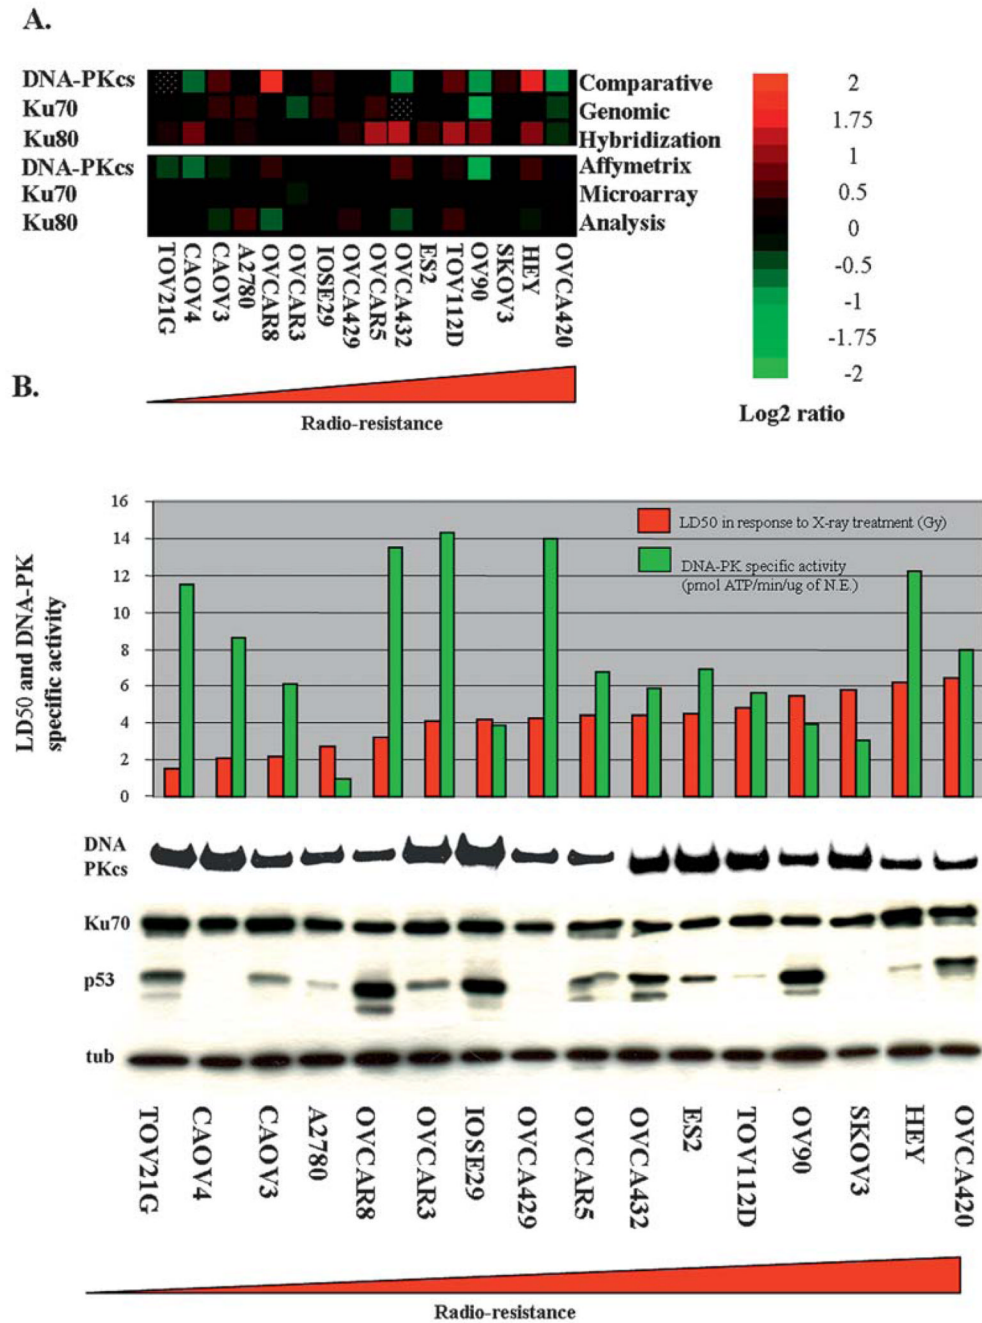 A.
DNA-PKcs
Comparative
Ku70
Genomic
Ku80
Hybridization
DNA-PKcs
Affymetrix
Ku70
Microarray
Ku80
Analysis
TOV21G
CAOV4
CAOV3
A2780
OVCAR8
OVCAR3
IOSE29
OVCA429
OVCAR5
OVCA432
ES2
TOV112D
OV90
SKOV3
HEY
OVCA420
Radio-resistance
2
1.75
1
0.5
0
-0.5
-1
-1.75
-2
Log2 ratio
B.
LD50 and DNA-PK
specific activity
16
14
12
10
8
6
4
2
0
LD50 in response to X-ray treatment (Gy)
DNA-PK specific activity
(pmol ATP/min/ug of N.E.)
DNA
PKcs
Ku70
p53
tub
TOV21G
CAOV4
CAOV3
A2780
OVCAR8
OVCAR3
IOSE29
OVCA429
OVCAR5
OVCA432
ES2
TOV112D
OV90
SKOV3
HEY
OVCA420
Radio-resistance